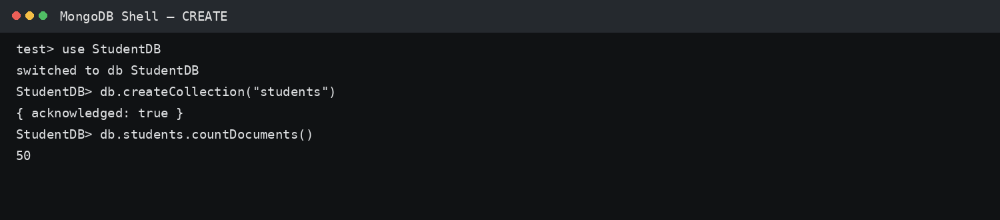 MongoDB Shell — CREATE
test> use StudentDB
switched to db StudentDB
StudentDB> db.createCollection("students")
{ acknowledged: true }
StudentDB> db.students.countDocuments()
50